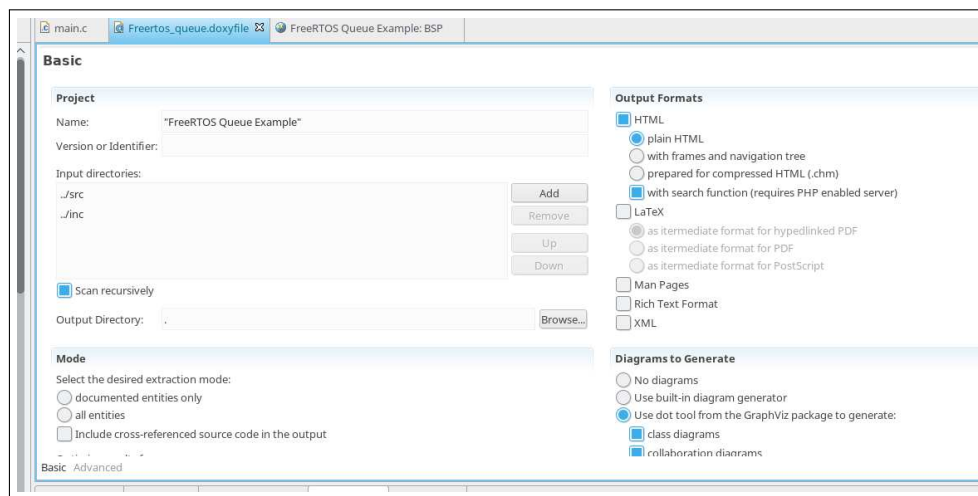 main.c
Freertos_queue.doxyfile
FreeRTOS Queue Example: BSP
Basic
Project
Name:
"FreeRTOS Queue Example"
Version or Identifier:
Input directories:
../src
../inc
Add
Remove
Up
Down
Scan recursively
Output Directory:
.
Browse...
Mode
Select the desired extraction mode:
documented entities only
all entities
Include cross-referenced source code in the output
Output Formats
HTML
plain HTML
with frames and navigation tree
prepared for compressed HTML (.chm)
with search function (requires PHP enabled server)
LaTeX
as itermediate format for hypedlinked PDF
as itermediate format for PDF
as itermediate format for PostScript
Man Pages
Rich Text Format
XML
Diagrams to Generate
No diagrams
Use built-in diagram generator
Use dot tool from the GraphViz package to generate:
class diagrams
collaboration diagrams
Basic Advanced